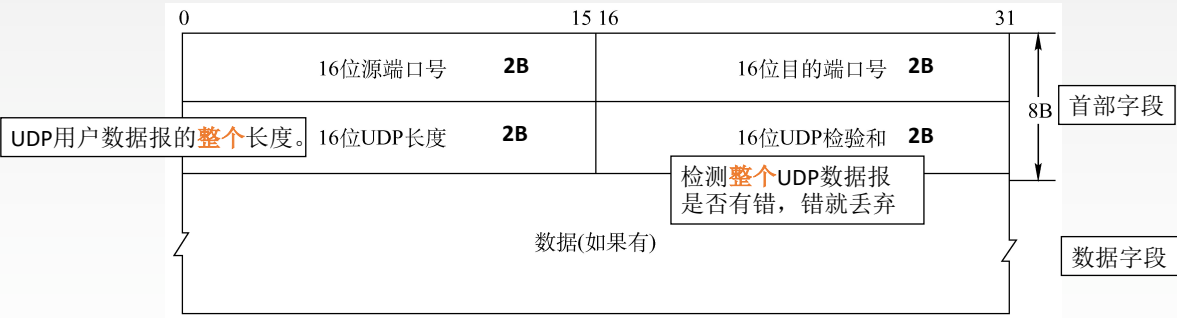 0 15 16 31
16位源端口号 2B 16位目的端口号 2B
8B
首部字段
UDP用户数据报的整个长度。
16位UDP长度 2B 16位UDP检验和 2B
检测整个UDP数据报
是否有错，错就丢弃
数据(如果有)
数据字段